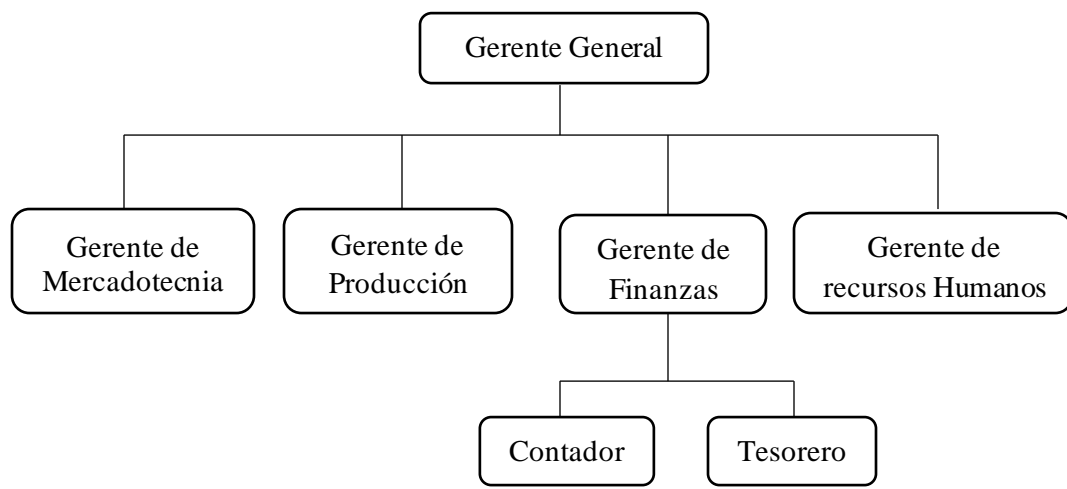 Gerente General
Gerente de
Mercadotecnia
Gerente de
Producción
Gerente de
Finanzas
Gerente de
recursos Humanos
Contador
Tesorero